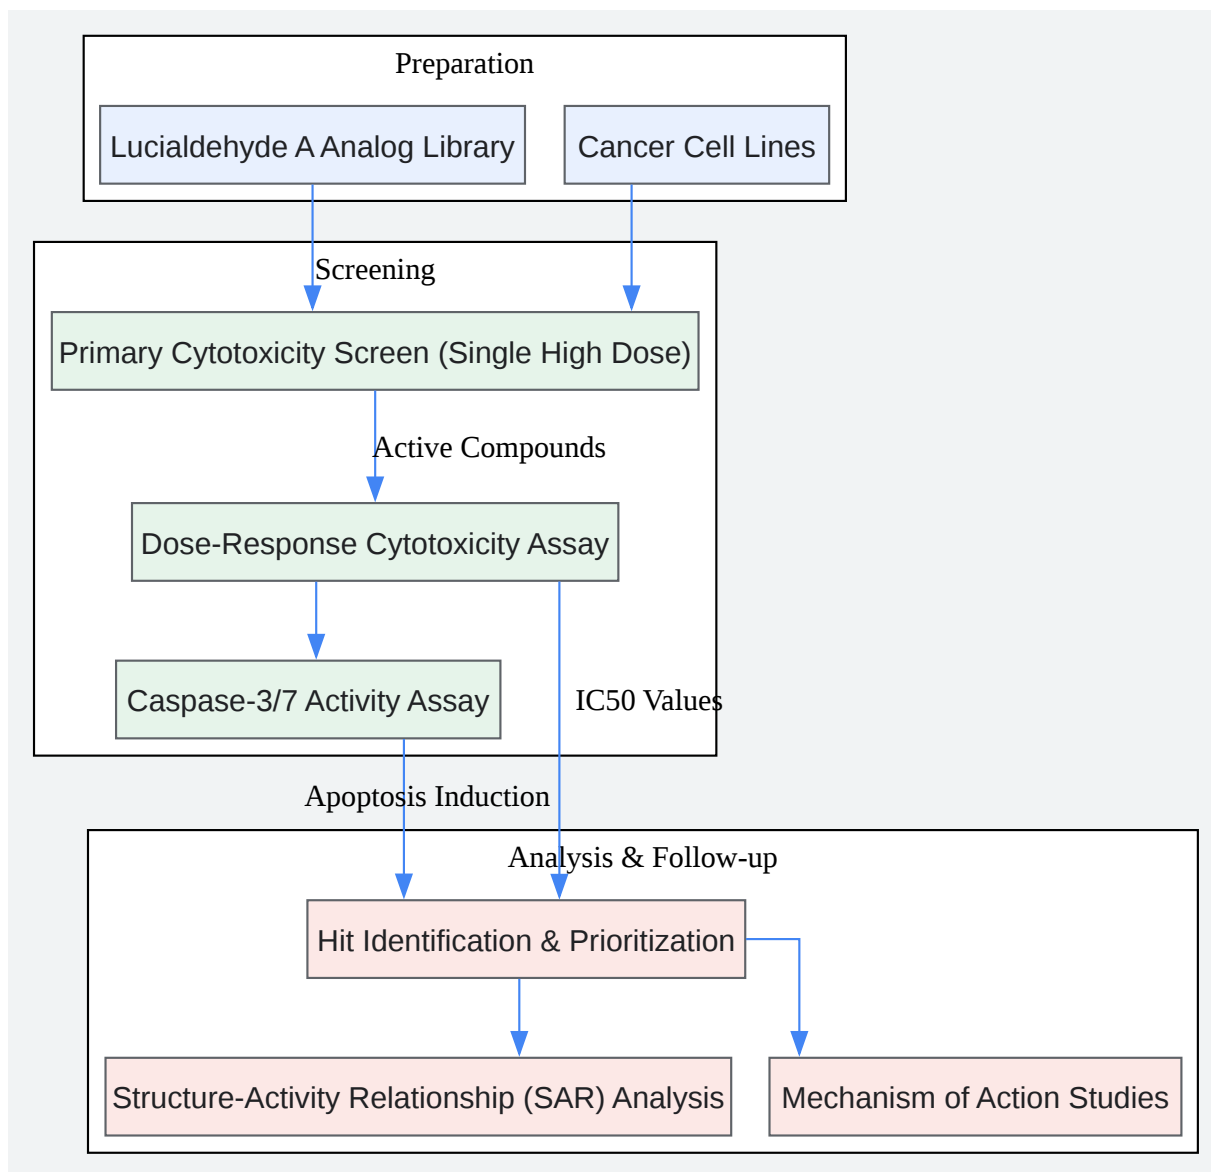 Preparation
Lucialdehyde A Analog Library
Cancer Cell Lines
Screening
Primary Cytotoxicity Screen (Single High Dose)
Active Compounds
Dose-Response Cytotoxicity Assay
Caspase-3/7 Activity Assay
IC50 Values
Apoptosis Induction
Analysis & Follow-up
Hit Identification & Prioritization
Structure-Activity Relationship (SAR) Analysis
Mechanism of Action Studies